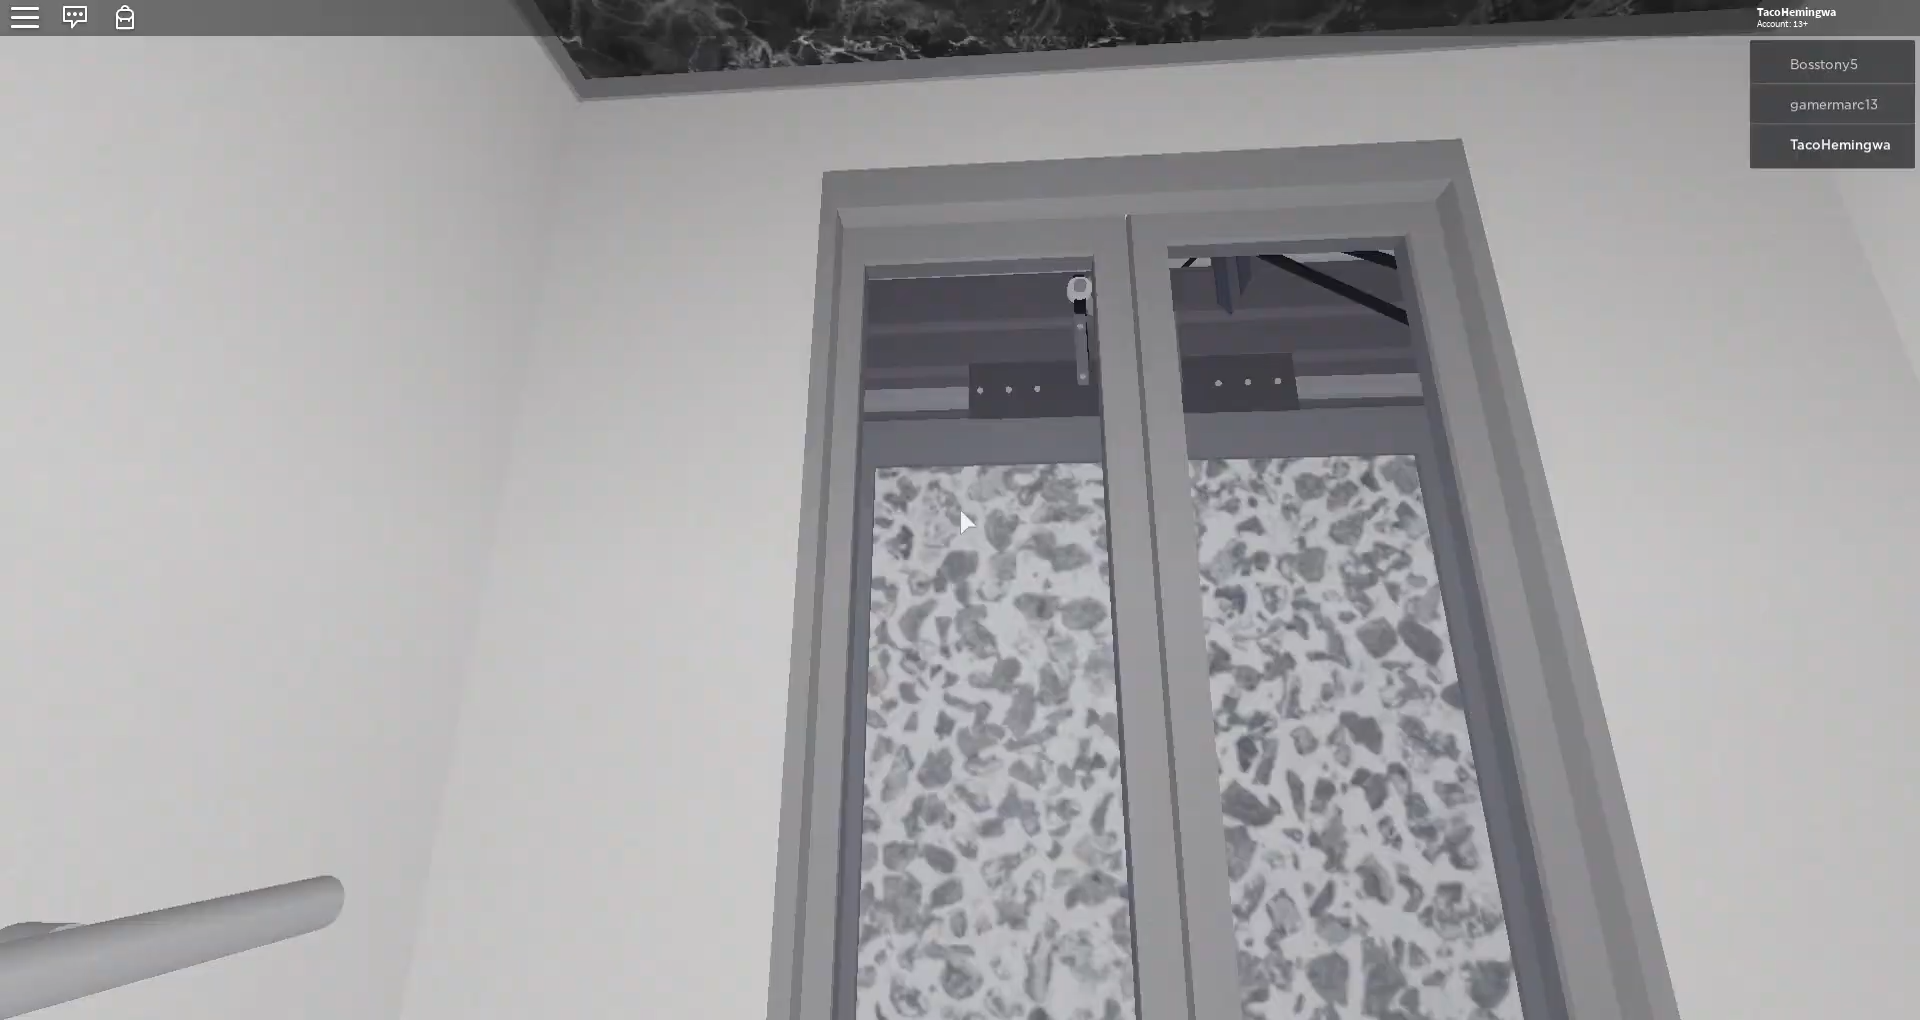 TacoHemingwa
Account: 13+
Bosstony5
gamermarc13
TacoHemingwa